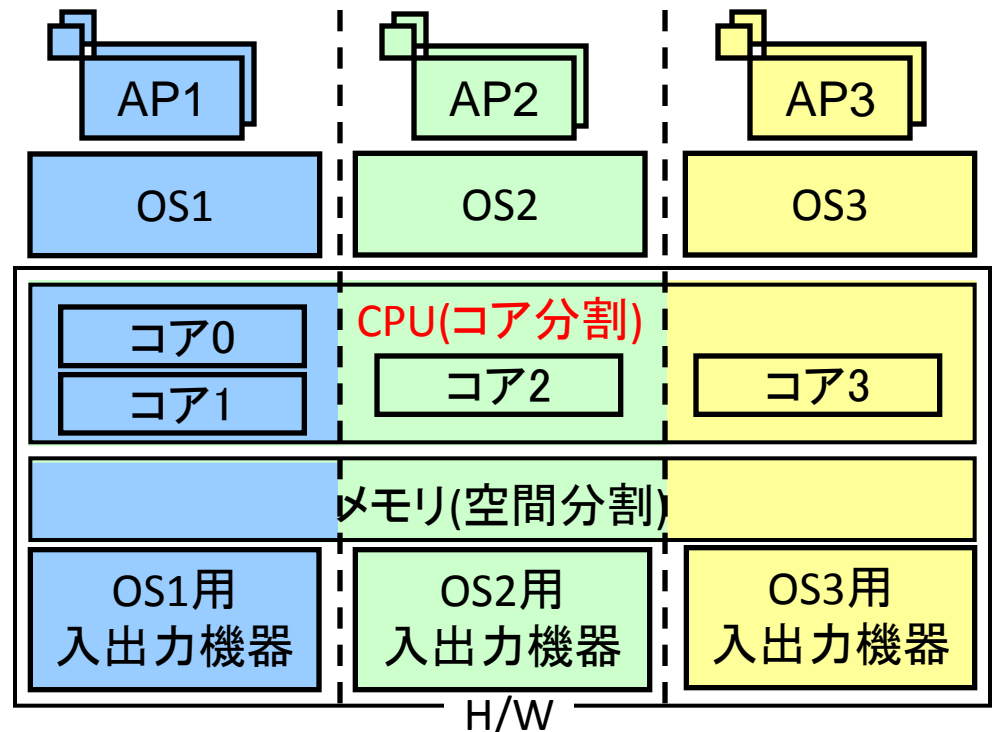 AP1
AP2
AP3
OS1
OS2
OS3
CPU(コア分割)
コア0
コア1
コア2
コア3
メモリ(空間分割)
OS1用
入出力機器
OS2用
入出力機器
OS3用
入出力機器
H/W